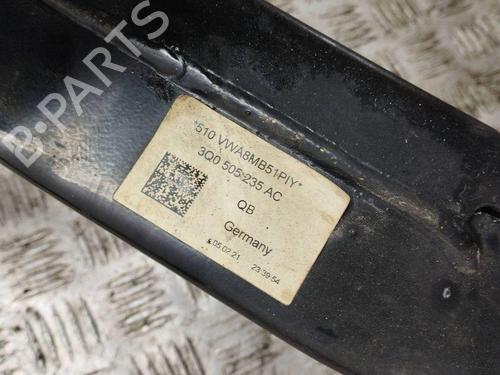 B-PARTS
*510 VWA8MB51PIY*
3Q0 505 235 AC
QB
Germany
05.02.21 23:39:54